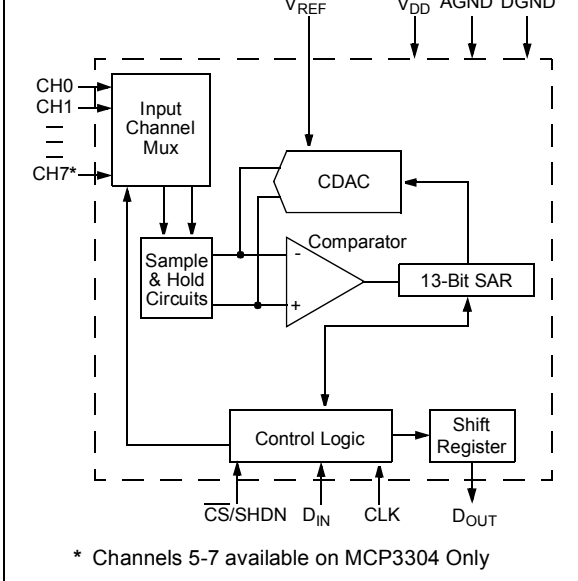 VREF VDD AGND DGND
CH0
CH1
CH7*
Input
Channel
Mux
CDAC
Comparator
Sample
& Hold
Circuits
-
+
13-Bit SAR
Control Logic
Shift
Register
CS/SHDN DIN CLK DOUT
* Channels 5-7 available on MCP3304 Only